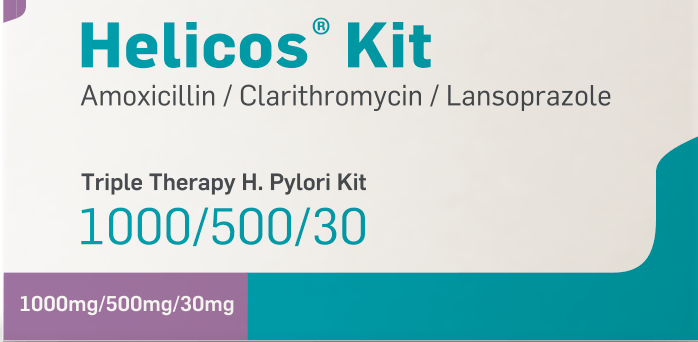 Helicos® Kit
Amoxicillin / Clarithromycin / Lansoprazole
Triple Therapy H. Pylori Kit
1000/500/30
1000mg/500mg/30mg